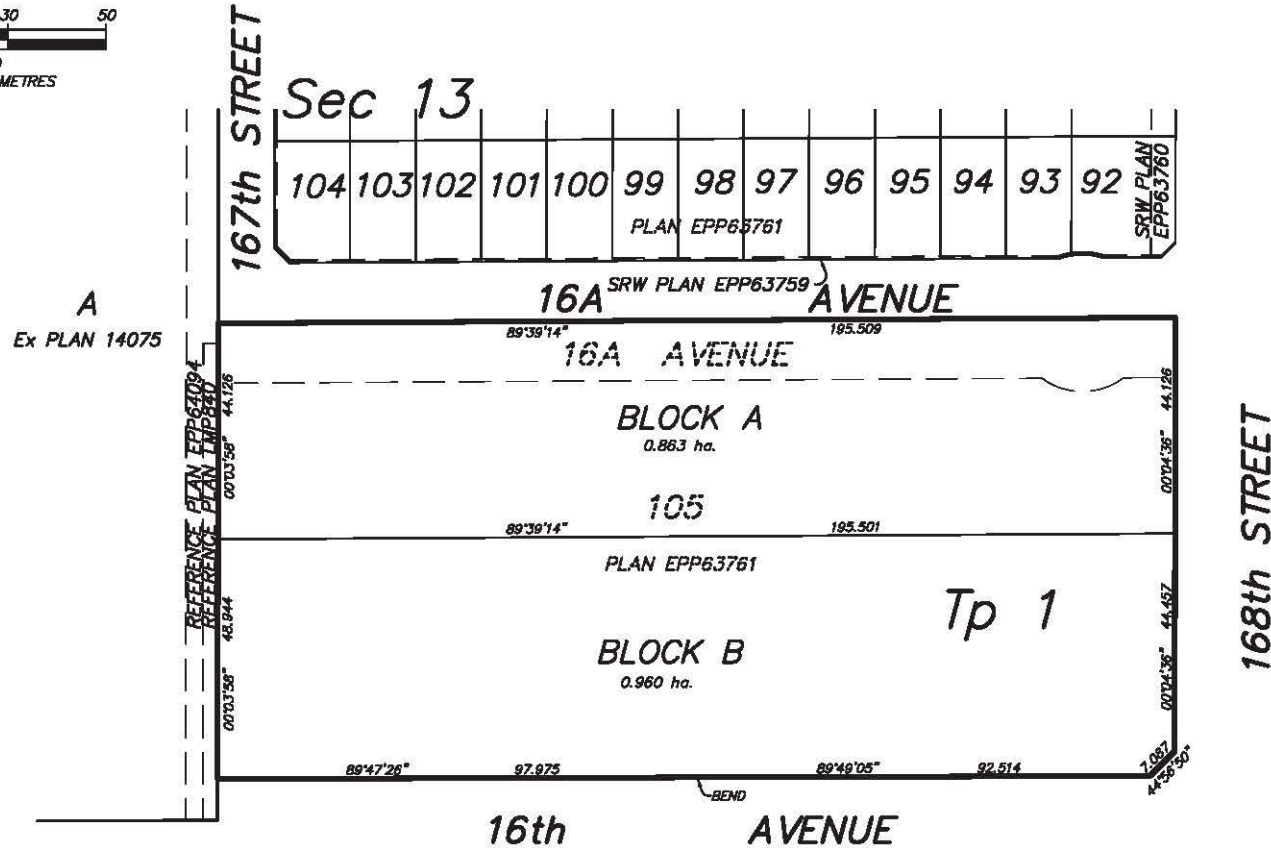 30 50
METRES
167th STREET
Sec 13
104 103 102 101 100 99 98 97 96 95 94 93 92
SRW PLAN
EPP63760
PLAN EPP63761
SRW PLAN EPP63759
16A AVENUE
A
Ex PLAN 14075
89°39'14" 195.509
16A AVENUE
REFERENCE PLAN EPP64094
REFERENCE PLAN LMP840
44.126
00°03'58"
BLOCK A
0.863 ha.
44.126
00°04'36"
105
89°39'14" 195.501
PLAN EPP63761
Tp 1
48.944
00°03'58"
BLOCK B
0.960 ha.
44.457
00°04'36"
168th STREET
89°47'26" 97.975 89°49'05" 92.514
7.087
44°56'50"
BEND
16th AVENUE